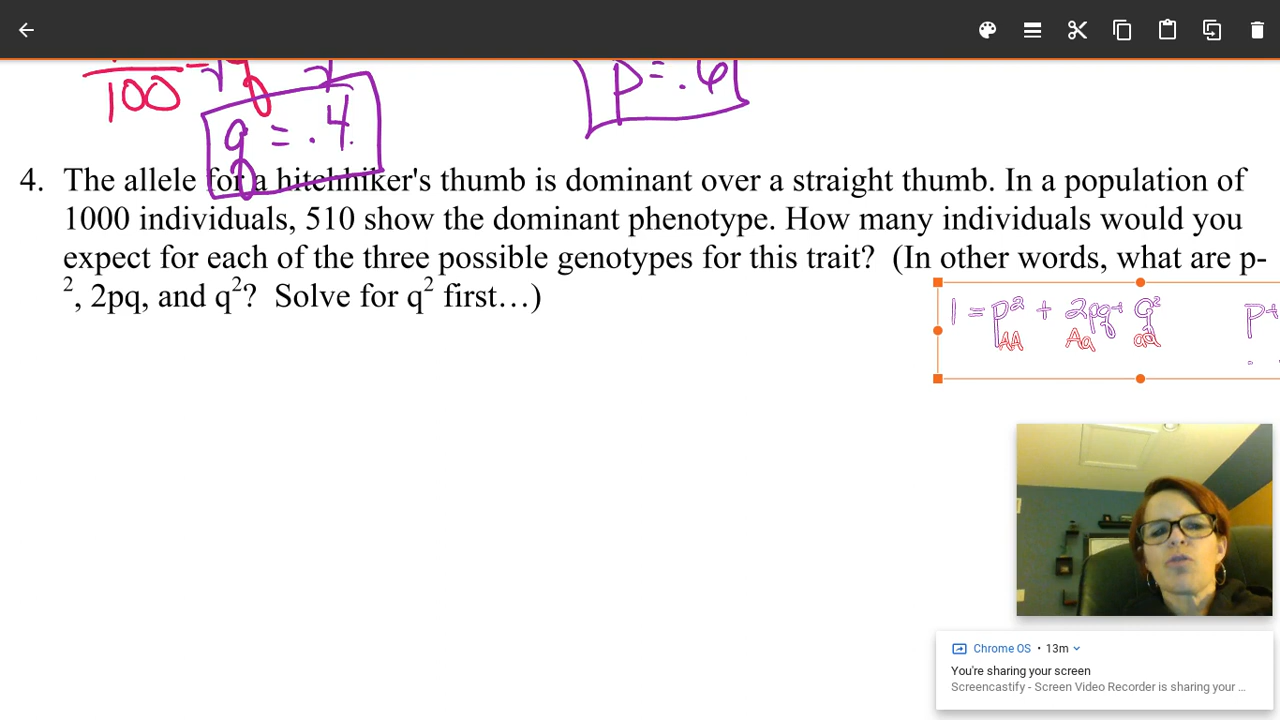 100
q = .4
p = .6
4. The allele for a hitchhiker's thumb is dominant over a straight thumb. In a population of
1000 individuals, 510 show the dominant phenotype. How many individuals would you
expect for each of the three possible genotypes for this trait? (In other words, what are p-
², 2pq, and q²? Solve for q² first…)
1 = p² + 2pq + q² p+
AA Aa aa
Chrome OS • 13m
You're sharing your screen
Screencastify - Screen Video Recorder is sharing your ...